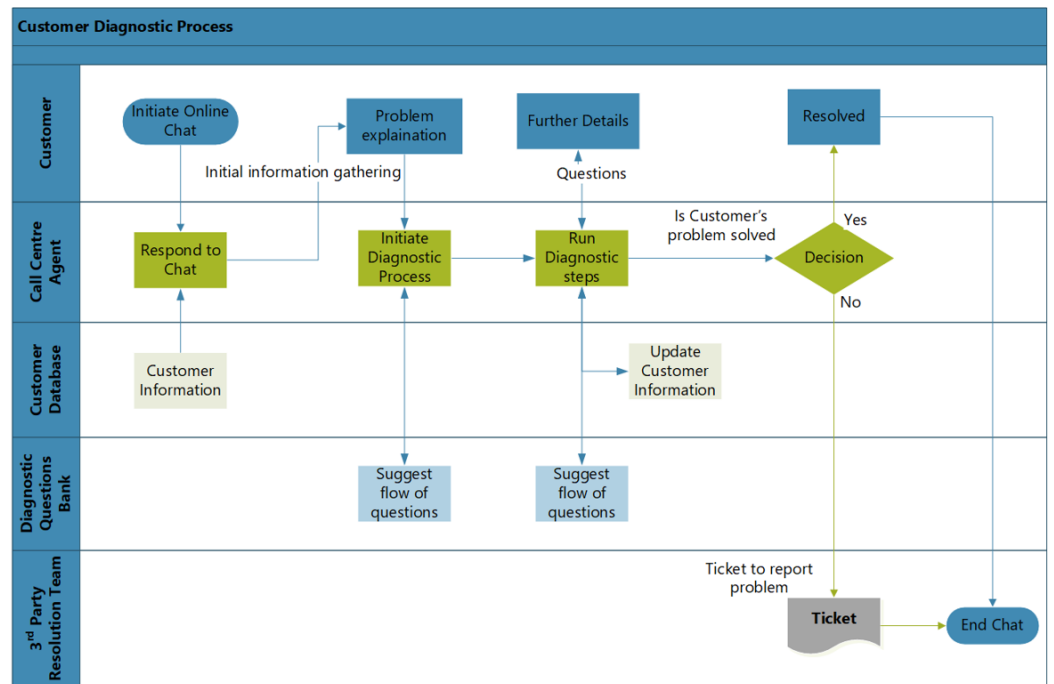 Customer Diagnostic Process
Customer
Initiate Online
Chat
Problem
explaination
Further Details
Resolved
Initial information gathering
Questions
Call Centre
Agent
Respond to
Chat
Initiate
Diagnostic
Process
Run
Diagnostic
steps
Is Customer's
problem solved
Decision
Yes
No
Customer
Database
Customer
Information
Update
Customer
Information
Diagnostic
Questions
Bank
Suggest
flow of
questions
Suggest
flow of
questions
3rd Party
Resolution Team
Ticket to report
problem
Ticket
End Chat